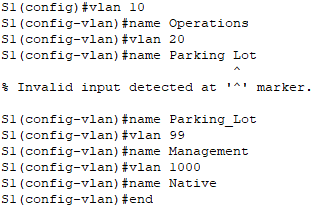 S1(config)#vlan 10
S1(config-vlan)#name Operations
S1(config-vlan)#vlan 20
S1(config-vlan)#name Parking Lot
^
% Invalid input detected at '^' marker.
S1(config-vlan)#name Parking_Lot
S1(config-vlan)#vlan 99
S1(config-vlan)#name Management
S1(config-vlan)#vlan 1000
S1(config-vlan)#name Native
S1(config-vlan)#end